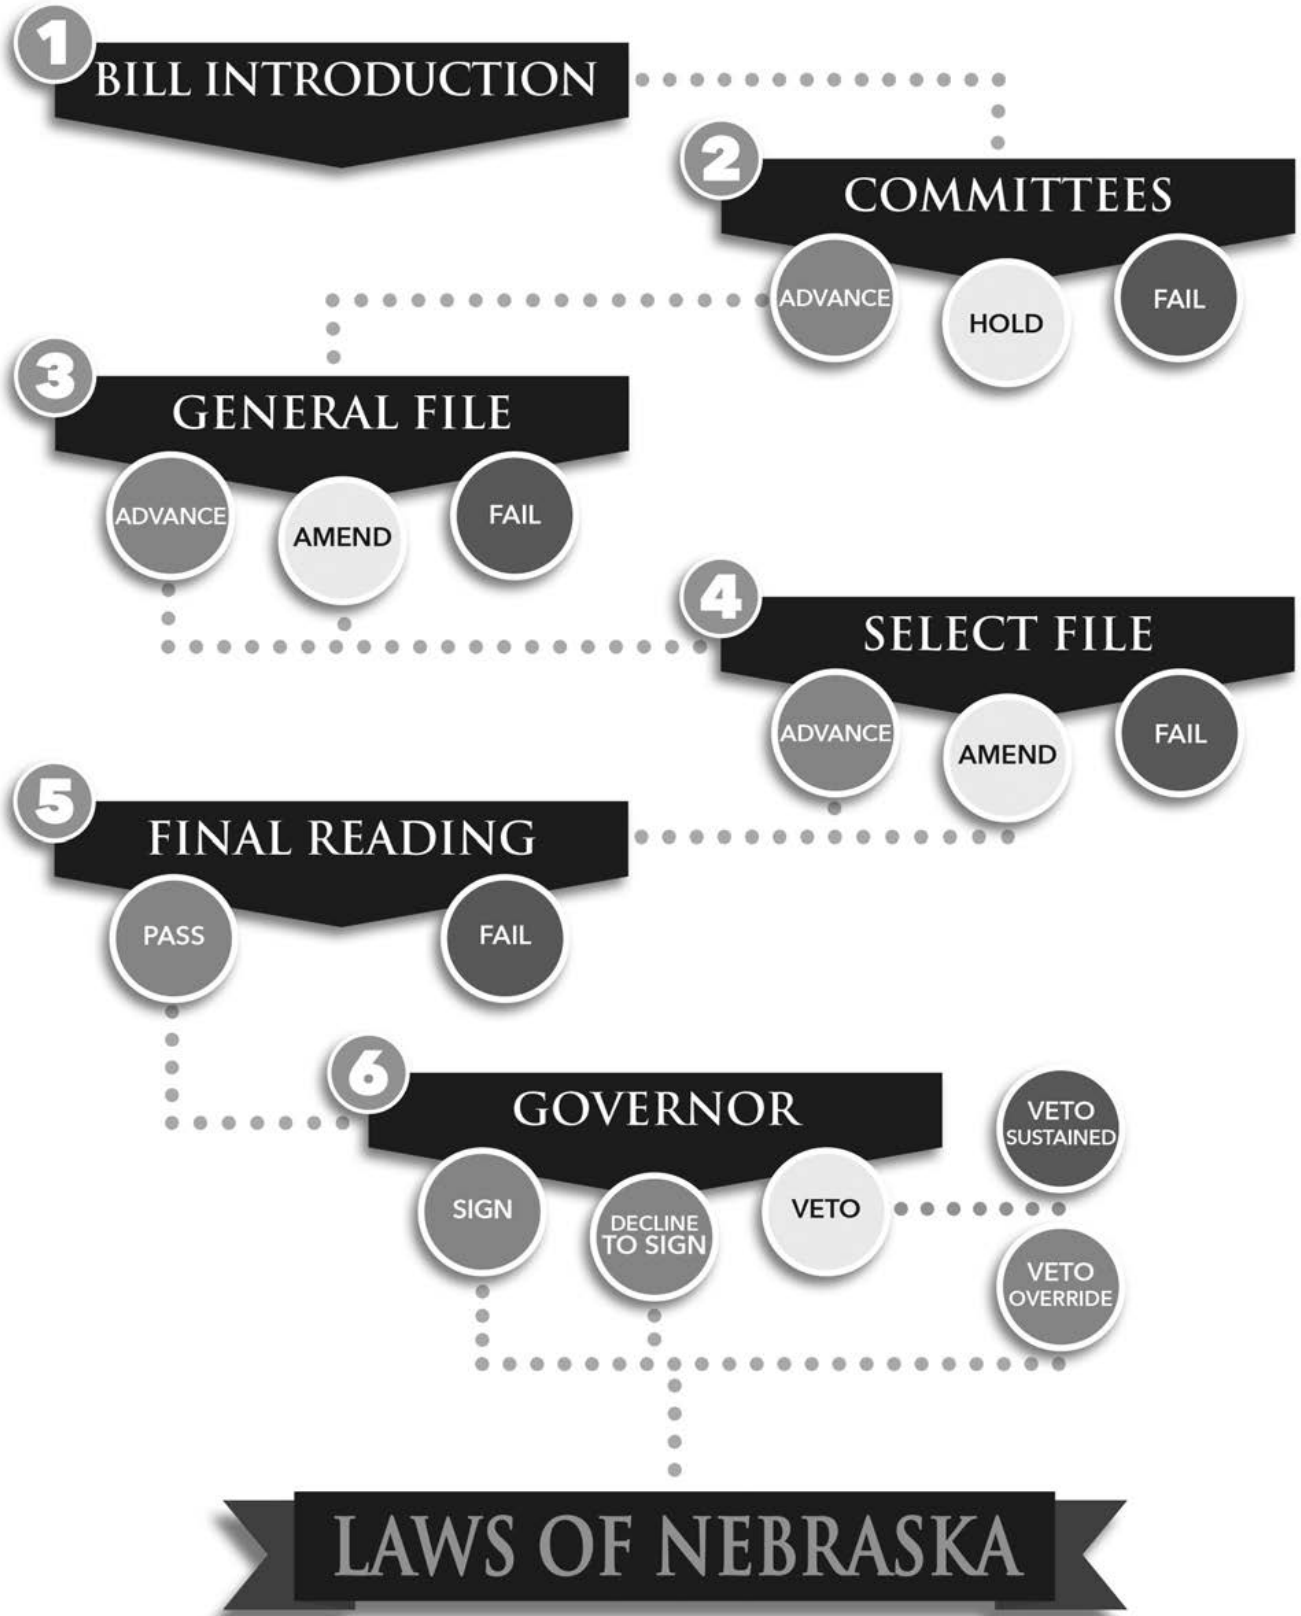 1
BILL INTRODUCTION
2
COMMITTEES
ADVANCE
HOLD
FAIL
3
GENERAL FILE
ADVANCE
AMEND
FAIL
4
SELECT FILE
ADVANCE
AMEND
FAIL
5
FINAL READING
PASS
FAIL
6
GOVERNOR
SIGN
DECLINE
TO SIGN
VETO
VETO
SUSTAINED
VETO
OVERRIDE
LAWS OF NEBRASKA